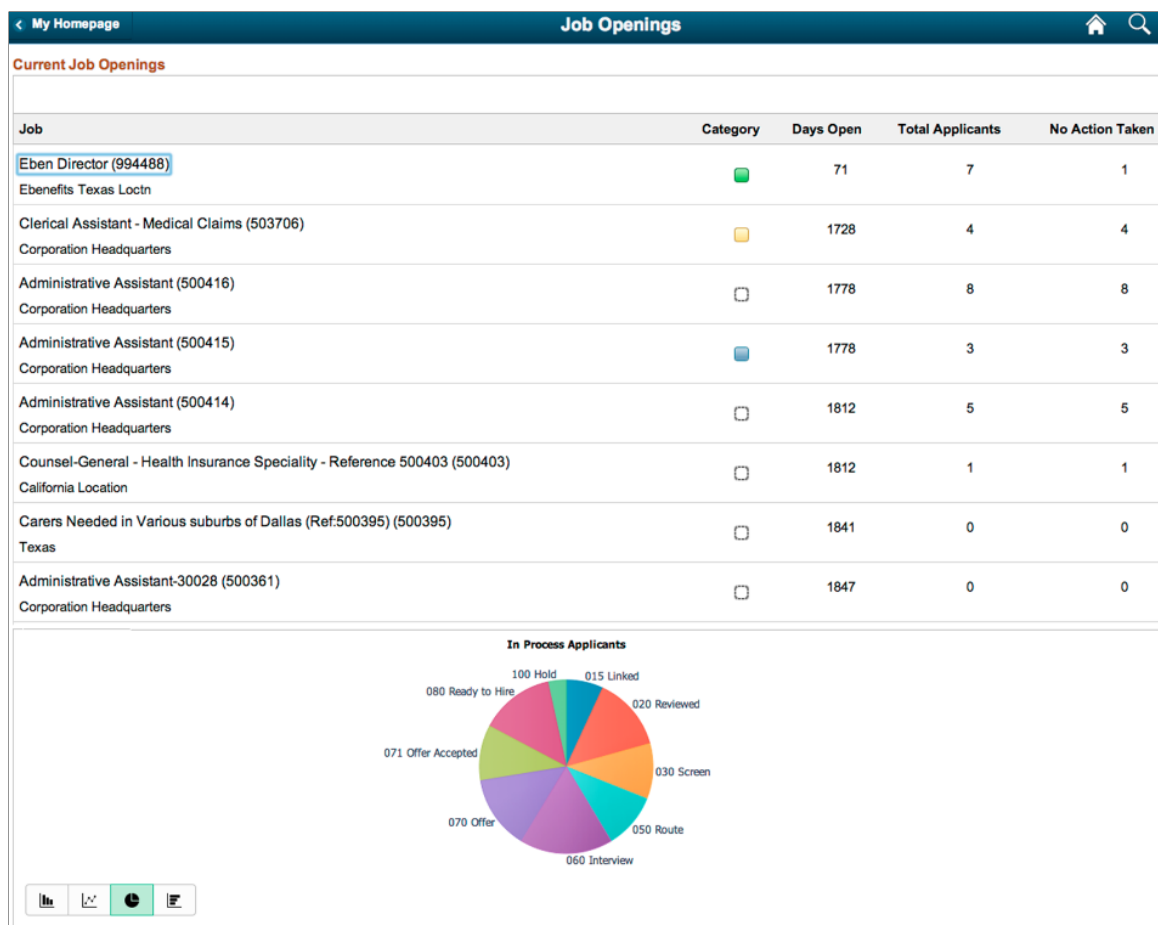 My Homepage
Job Openings
Current Job Openings
Job Category Days Open Total Applicants No Action Taken
Eben Director (994488) 71 7 1
Ebenefits Texas Loctn
Clerical Assistant - Medical Claims (503706) 1728 4 4
Corporation Headquarters
Administrative Assistant (500416) 1778 8 8
Corporation Headquarters
Administrative Assistant (500415) 1778 3 3
Corporation Headquarters
Administrative Assistant (500414) 1812 5 5
Corporation Headquarters
Counsel-General - Health Insurance Speciality - Reference 500403 (500403) 1812 1 1
California Location
Carers Needed in Various suburbs of Dallas (Ref:500395) (500395) 1841 0 0
Texas
Administrative Assistant-30028 (500361) 1847 0 0
Corporation Headquarters
In Process Applicants
100 Hold
015 Linked
080 Ready to Hire
020 Reviewed
071 Offer Accepted
030 Screen
070 Offer
050 Route
060 Interview